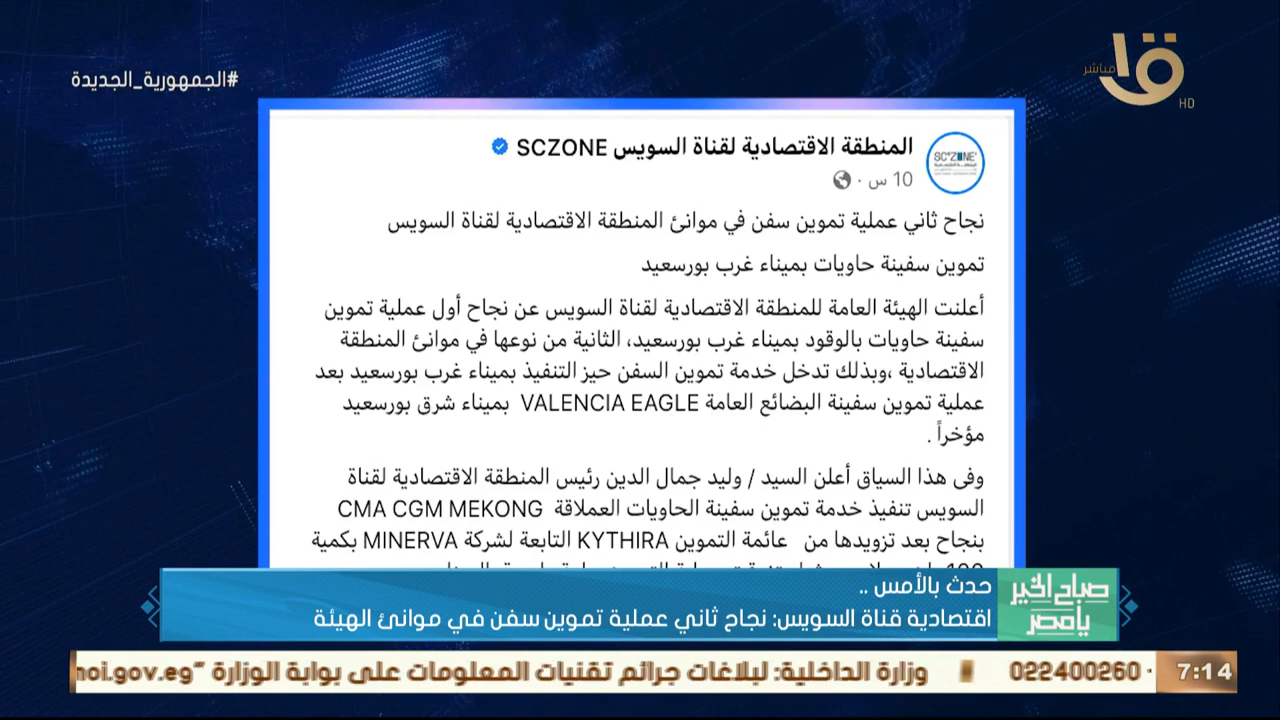 #الجمهورية_الجديدة
مباشر
HD
المنطقة الاقتصادية لقناة السويس SCZONE
SCZONE
10 س ·
نجاح ثاني عملية تموين سفن في موانئ المنطقة الاقتصادية لقناة السويس
تموين سفينة حاويات بميناء غرب بورسعيد
أعلنت الهيئة العامة للمنطقة الاقتصادية لقناة السويس عن نجاح أول عملية تموين
سفينة حاويات بالوقود بميناء غرب بورسعيد، الثانية من نوعها في موانئ المنطقة
الاقتصادية ،وبذلك تدخل خدمة تموين السفن حيز التنفيذ بميناء غرب بورسعيد بعد
عملية تموين سفينة البضائع العامة VALENCIA EAGLE بميناء شرق بورسعيد
مؤخراً .
وفى هذا السياق أعلن السيد / وليد جمال الدين رئيس المنطقة الاقتصادية لقناة
السويس تنفيذ خدمة تموين سفينة الحاويات العملاقة CMA CGM MEKONG
بنجاح بعد تزويدها من عائمة التموين KYTHIRA التابعة لشركة MINERVA بكمية
صباح الخير
يا مصر
حدث بالأمس ..
اقتصادية قناة السويس: نجاح ثاني عملية تموين سفن في موانئ الهيئة
7:14
022400260 وزارة الداخلية: لبلاغات جرائم تقنيات المعلومات على بوابة الوزارة “noi.gov.eg